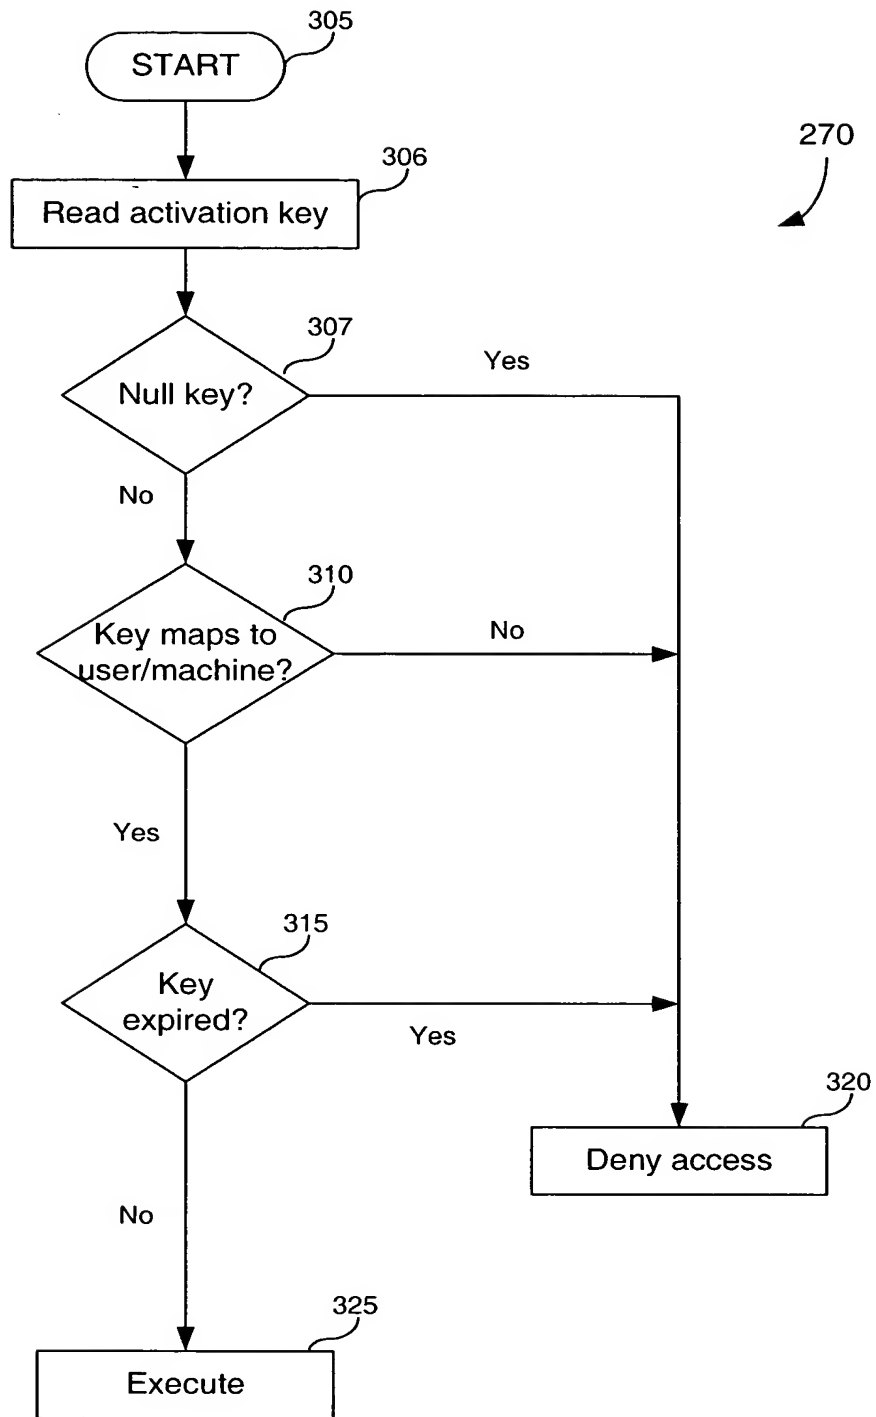 305
START
270
306
Read activation key
307
Yes
Null key?
No
310
Key maps to
user/machine?
No
Yes
315
Key
expired?
Yes
320
Deny access
No
325
Execute